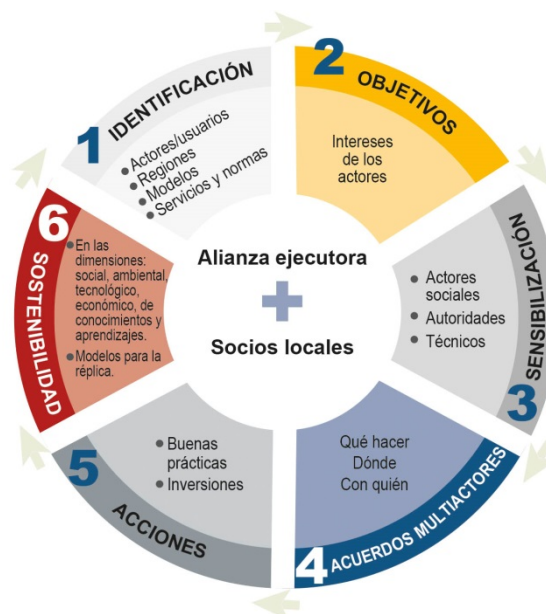 1 IDENTIFICACIÓN
● Actores/usuarios
● Regiones
● Modelos
● Servicios y normas
2 OBJETIVOS
Intereses
de los
actores
3 SENSIBILIZACIÓN
● Actores
sociales
● Autoridades
● Técnicos
4 ACUERDOS MULTIACTORES
Qué hacer
Dónde
Con quién
5 ACCIONES
● Buenas
prácticas
● Inversiones
6 SOSTENIBILIDAD
● En las
dimensiones:
social, ambiental,
tecnológico,
económico, de
conocimientos y
aprendizajes.
● Modelos para la
réplica.
Alianza ejecutora
+
Socios locales